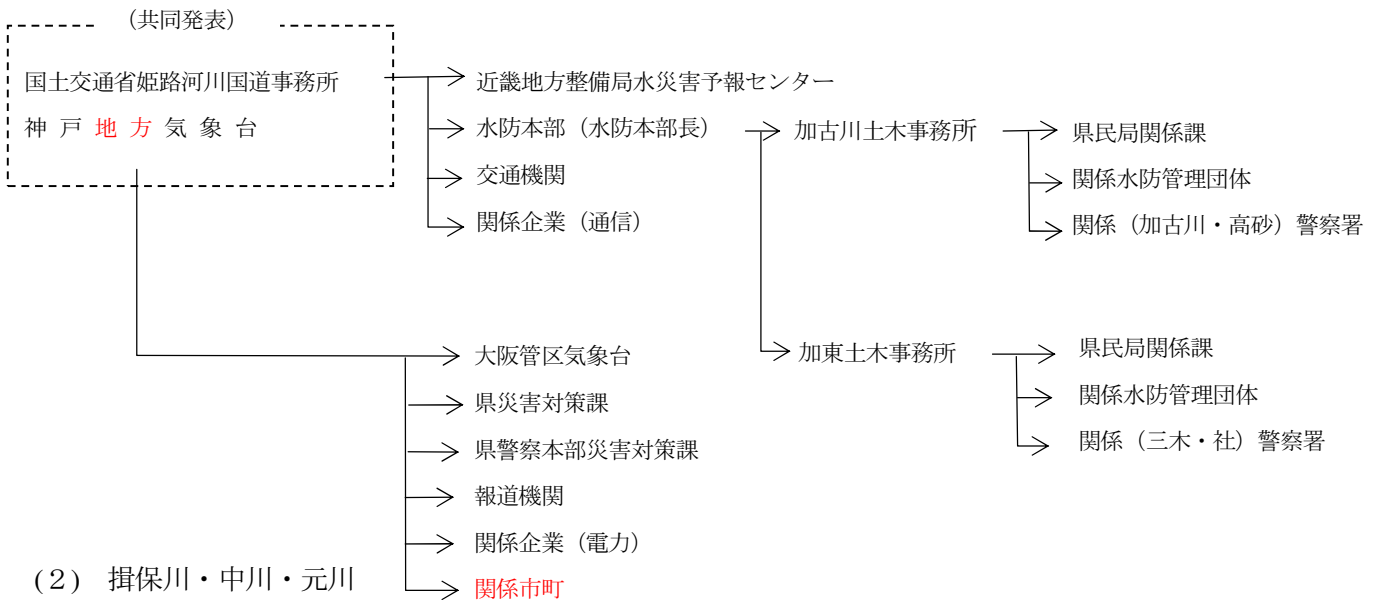 （共同発表）
国土交通省姫路河川国道事務所
神戸地方気象台
近畿地方整備局水災害予報センター
水防本部（水防本部長）
交通機関
関係企業（通信）
加古川土木事務所
県民局関係課
関係水防管理団体
関係（加古川・高砂）警察署
加東土木事務所
県民局関係課
関係水防管理団体
関係（三木・社）警察署
大阪管区気象台
県災害対策課
県警察本部災害対策課
報道機関
関係企業（電力）
関係市町
(２) 揖保川・中川・元川